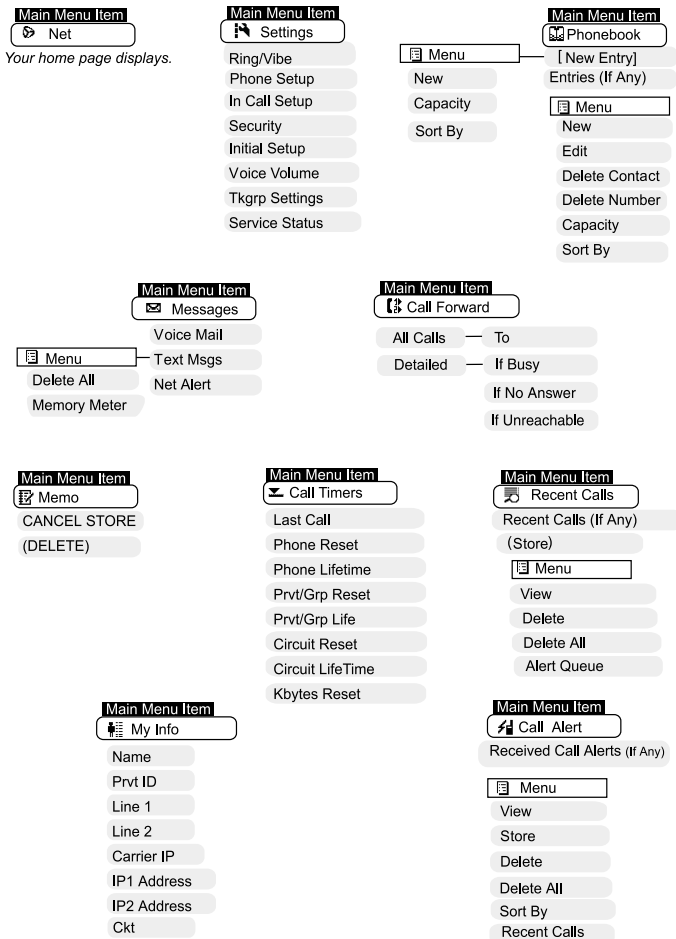 Main Menu Item
Net
Your home page displays.
Main Menu Item
Settings
Ring/Vibe
Phone Setup
In Call Setup
Security
Initial Setup
Voice Volume
Tkgrp Settings
Service Status
Menu
New
Capacity
Sort By
Main Menu Item
Phonebook
[ New Entry]
Entries (If Any)
Menu
New
Edit
Delete Contact
Delete Number
Capacity
Sort By
Main Menu Item
Messages
Voice Mail
Text Msgs
Net Alert
Menu
Delete All
Memory Meter
Main Menu Item
Call Forward
All Calls
To
Detailed
If Busy
If No Answer
If Unreachable
Main Menu Item
Memo
CANCEL STORE
(DELETE)
Main Menu Item
Call Timers
Last Call
Phone Reset
Phone Lifetime
Prvt/Grp Reset
Prvt/Grp Life
Circuit Reset
Circuit LifeTime
Kbytes Reset
Main Menu Item
Recent Calls
Recent Calls (If Any)
(Store)
Menu
View
Delete
Delete All
Alert Queue
Main Menu Item
My Info
Name
Prvt ID
Line 1
Line 2
Carrier IP
IP1 Address
IP2 Address
Ckt
Main Menu Item
Call Alert
Received Call Alerts (If Any)
Menu
View
Store
Delete
Delete All
Sort By
Recent Calls